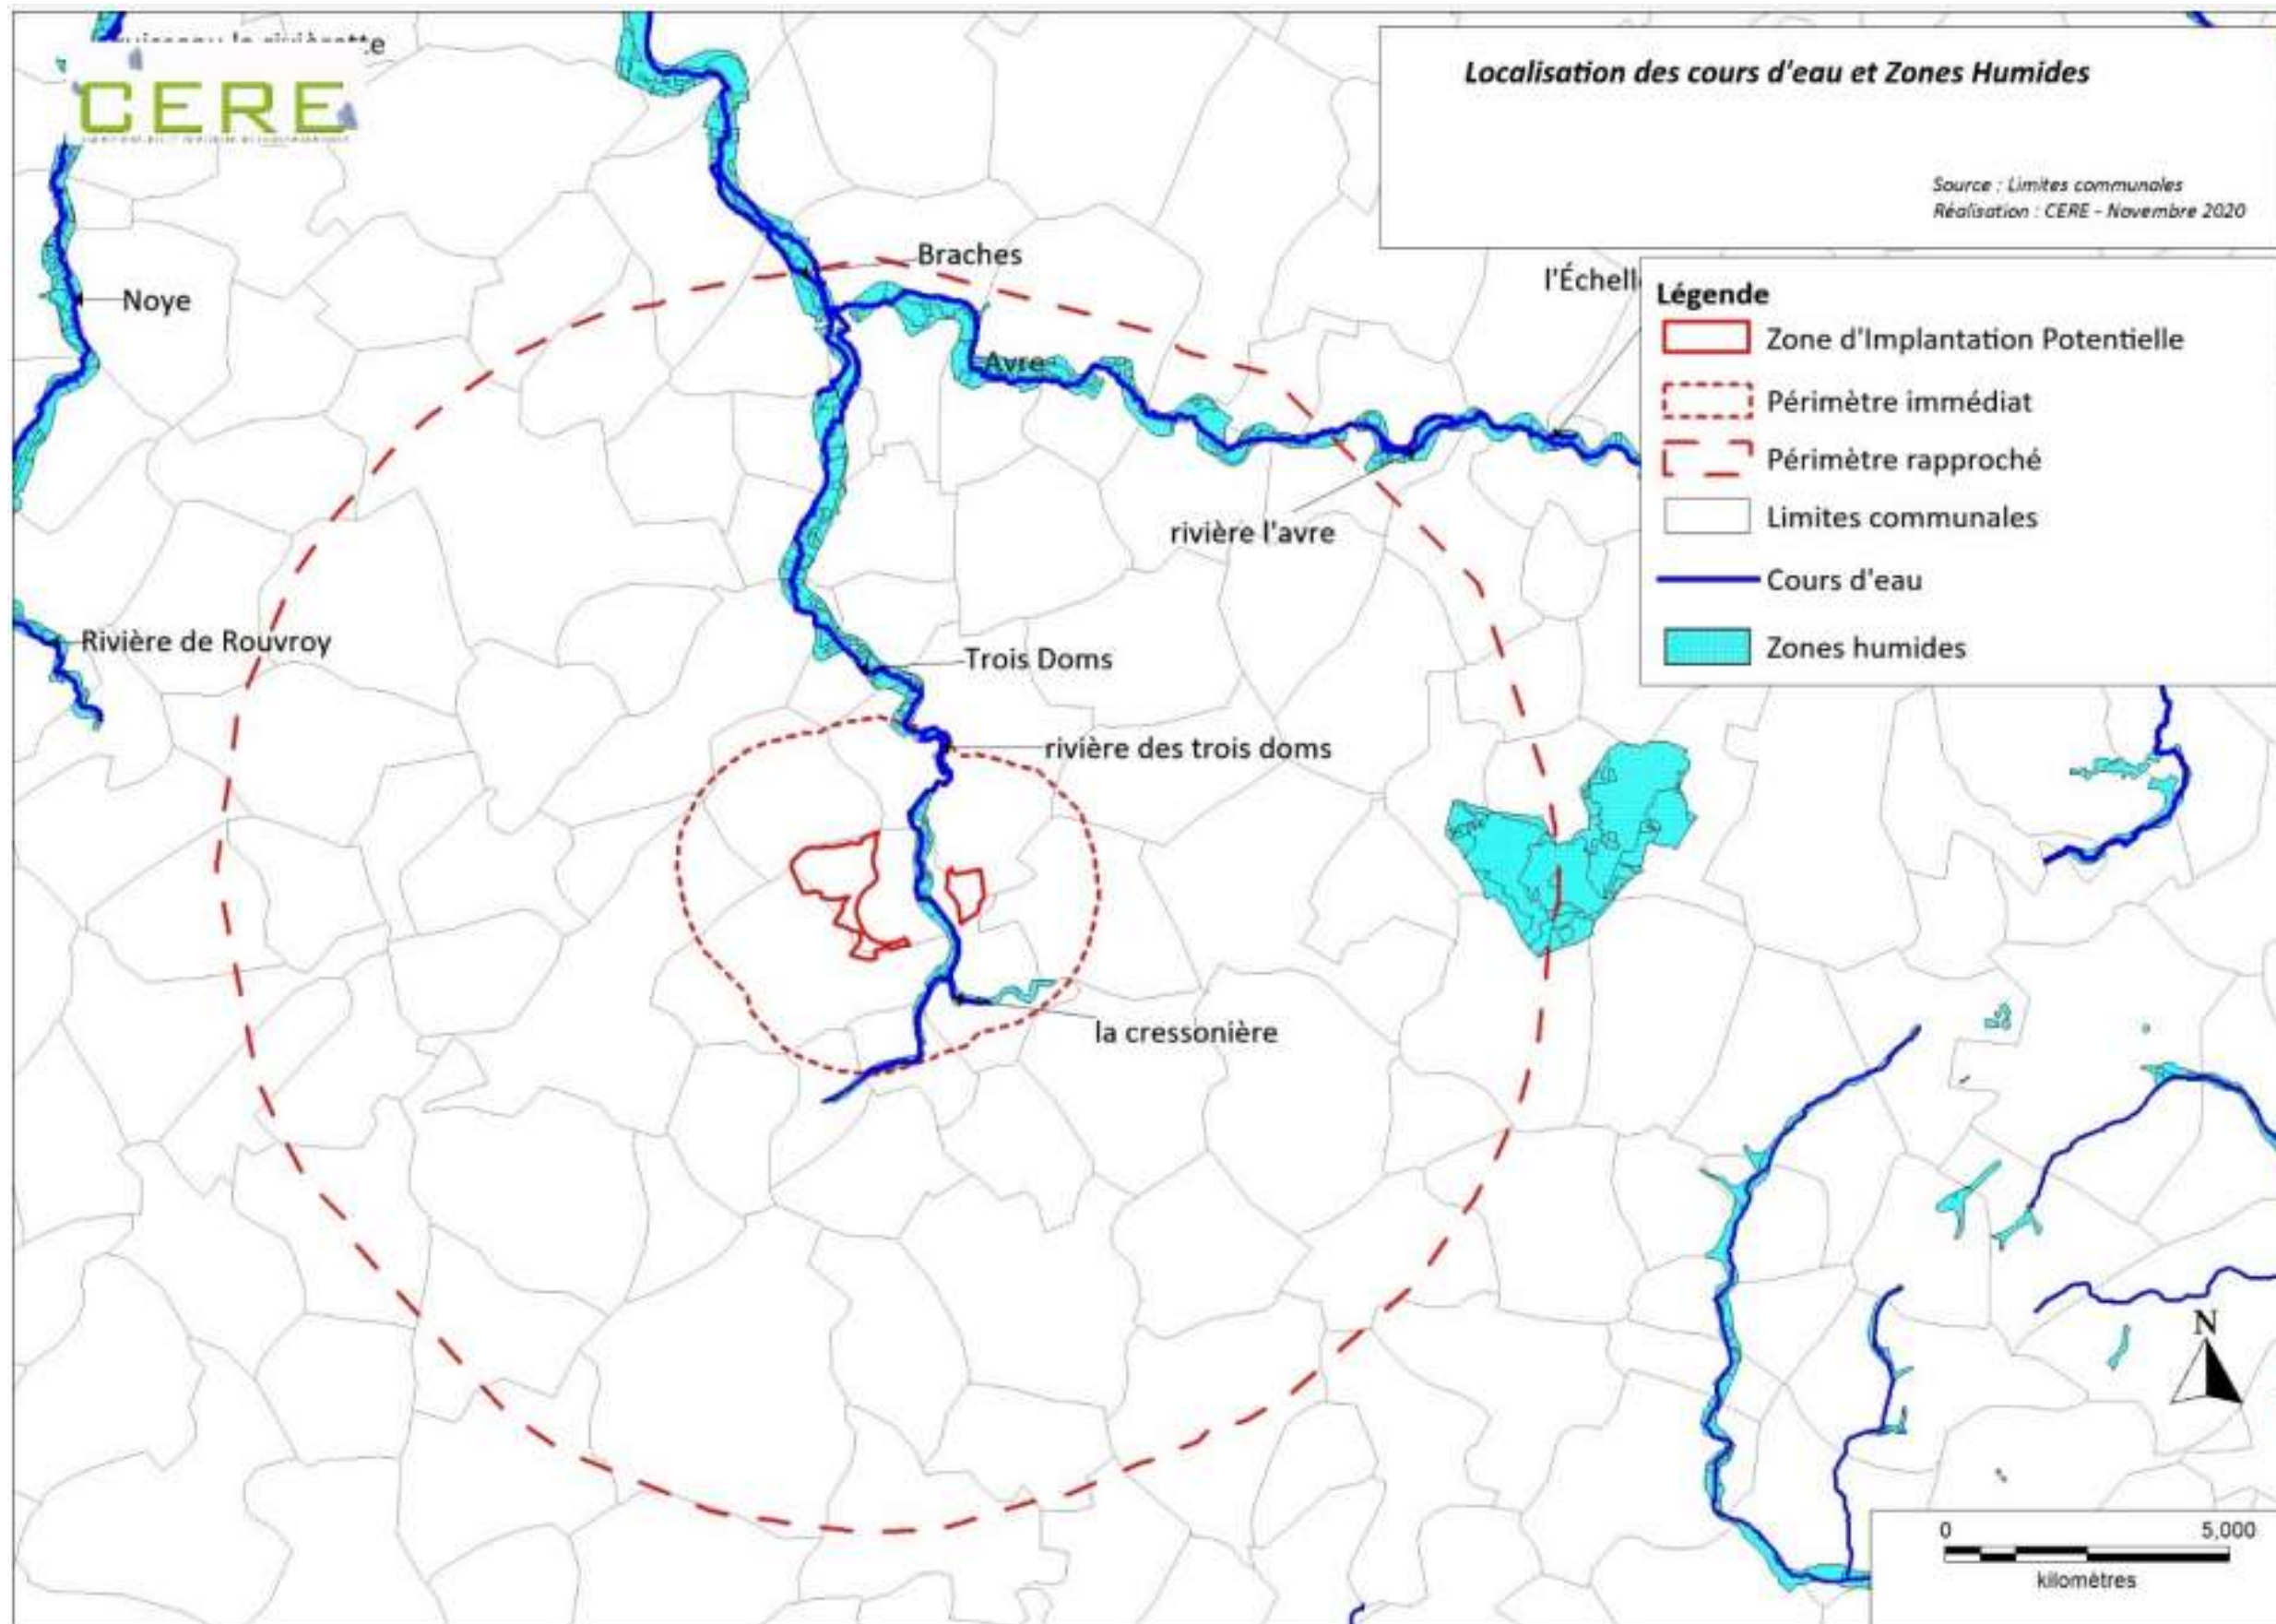 CERE
Localisation des cours d'eau et Zones Humides
Source : Limites communales
Réalisation : CERE - Novembre 2020
Braches
l'Échell
Noye
Avre
rivière l'avre
Rivière de Rouvroy
Trois Doms
rivière des trois doms
la cressonière
Légende
Zone d'Implantation Potentielle
Périmètre immédiat
Périmètre rapproché
Limites communales
Cours d'eau
Zones humides
N
0 5,000
kilomètres